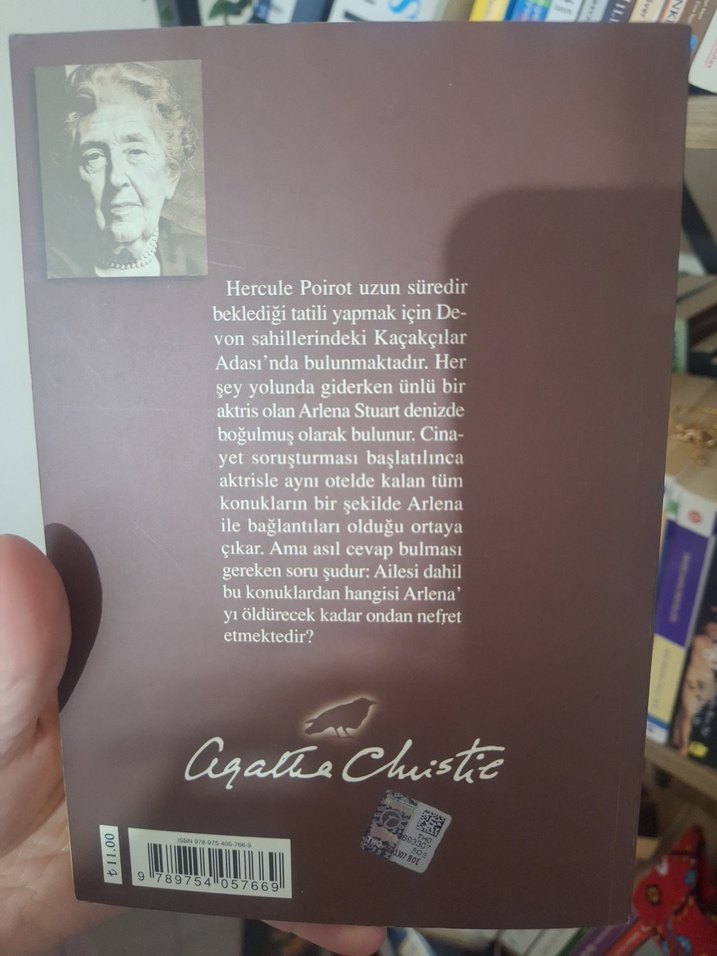 Hercule Poirot uzun süredir
beklediği tatili yapmak için De-
von sahillerindeki Kaçakçılar
Adası'nda bulunmaktadır. Her
şey yolunda giderken ünlü bir
aktris olan Arlena Stuart denizde
boğulmuş olarak bulunur. Cina-
yet soruşturması başlatılınca
aktrisle aynı otelde kalan tüm
konukların bir şekilde Arlena
ile bağlantıları olduğu ortaya
çıkar. Ama asıl cevap bulması
gereken soru şudur: Ailesi dahil
bu konuklardan hangisi Arlena'
yı öldürecek kadar ondan nefret
etmektedir?
Agatha Christie
₺ 11.00
ISBN 978-975-405-766-9
9 789754 057669